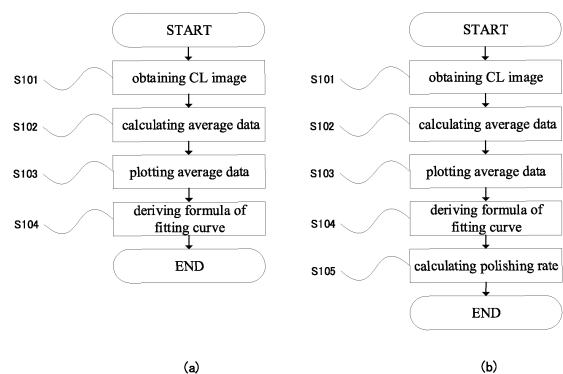 START
S101
obtaining CL image
S102
calculating average data
S103
plotting average data
S104
deriving formula of
fitting curve
END
(a)
START
S101
obtaining CL image
S102
calculating average data
S103
plotting average data
S104
deriving formula of
fitting curve
S105
calculating polishing rate
END
(b)